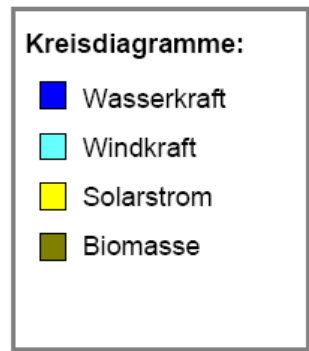 Kreisdiagramme:
Wasserkraft
Windkraft
Solarstrom
Biomasse